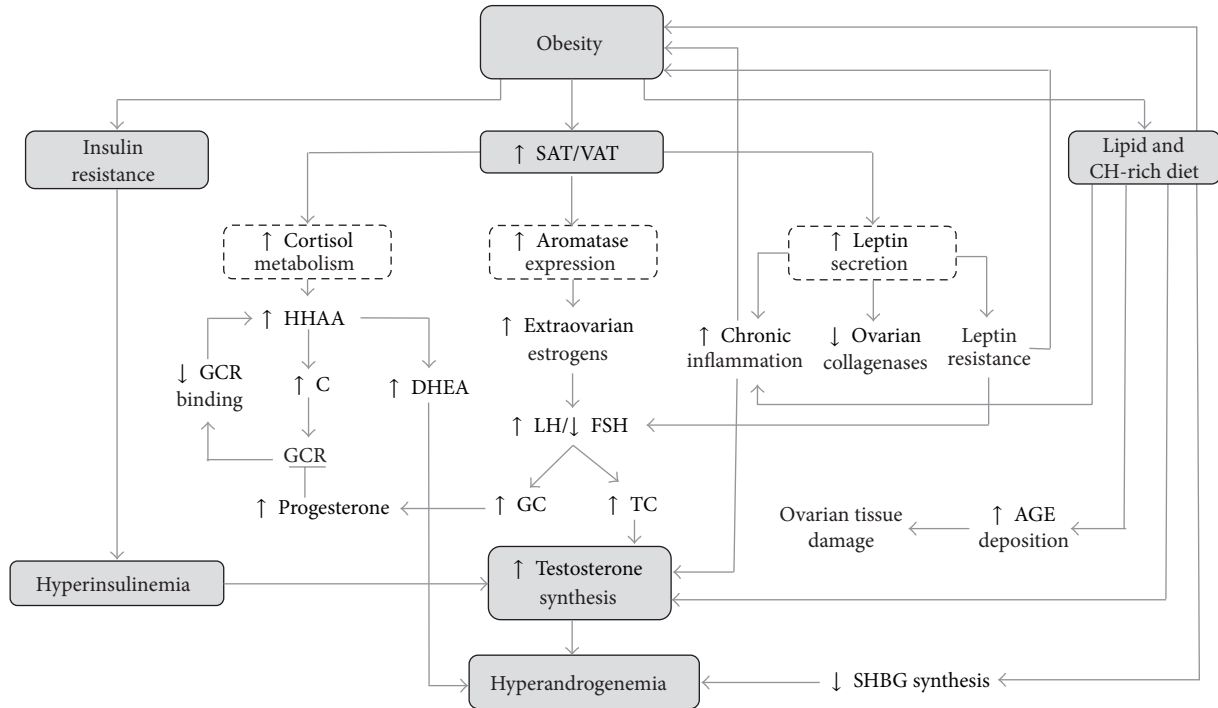 Obesity
Insulin
resistance
↑ SAT/VAT
Lipid and
CH-rich diet
↑ Cortisol
metabolism
↑ Aromatase
expression
↑ Leptin
secretion
↑ HHAA
↑ Extraovarian
estrogens
↑ Chronic
inflammation
↓ Ovarian
collagenases
Leptin
resistance
↓ GCR
binding
↑ C
↑ DHEA
↑ LH/↓ FSH
GCR
↑ Progesterone
↑ GC
↑ TC
Ovarian tissue
damage
↑ AGE
deposition
Hyperinsulinemia
↑ Testosterone
synthesis
Hyperandrogenemia
↓ SHBG synthesis